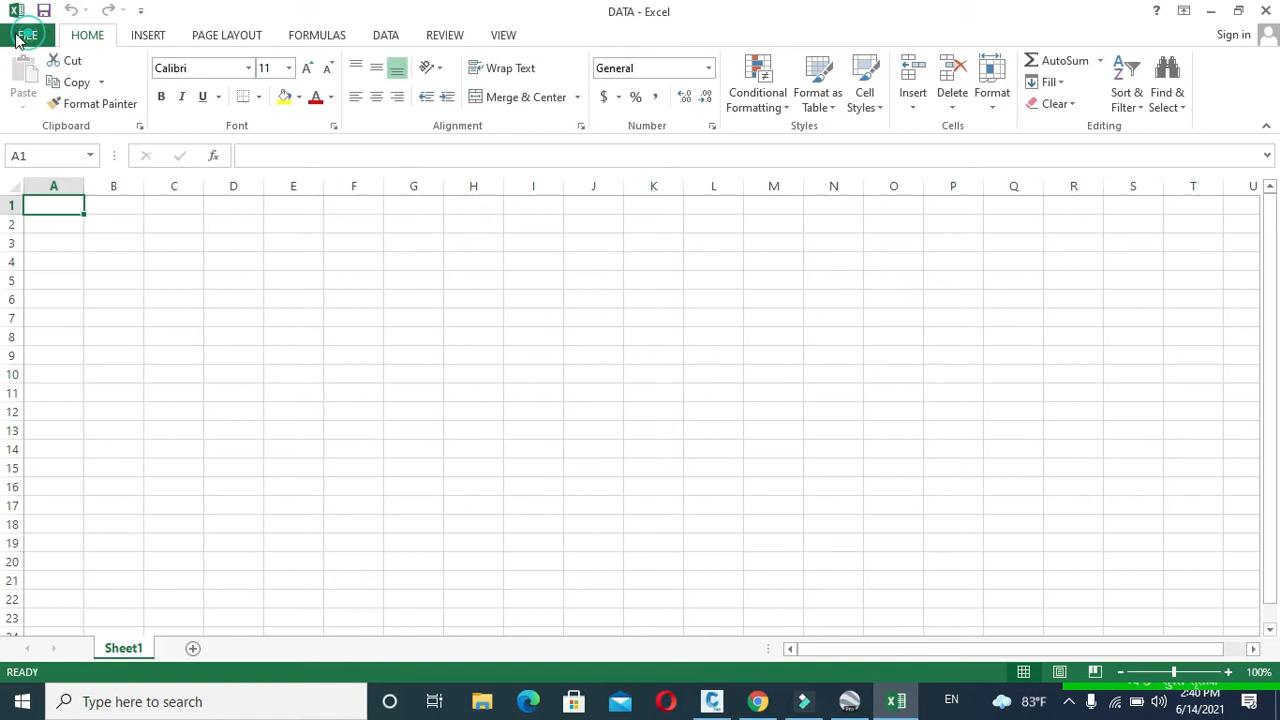 DATA - Excel
FILE HOME INSERT PAGE LAYOUT FORMULAS DATA REVIEW VIEW Sign in
Paste Cut Copy Format Painter
Calibri 11
B I U A
Wrap Text
Merge & Center
General
$ % ,
Conditional Formatting
Format as Table
Cell Styles
Insert Delete Format
AutoSum
Fill
Clear
Sort & Filter
Find & Select
Clipboard Font Alignment Number Styles Cells Editing
A1 fx
A B C D E F G H I J K L M N O P Q R S T U
1
2
3
4
5
6
7
8
9
10
11
12
13
14
15
16
17
18
19
20
21
22
23
Sheet1
READY 100%
Type here to search EN 83°F 2:40 PM
6/14/2021